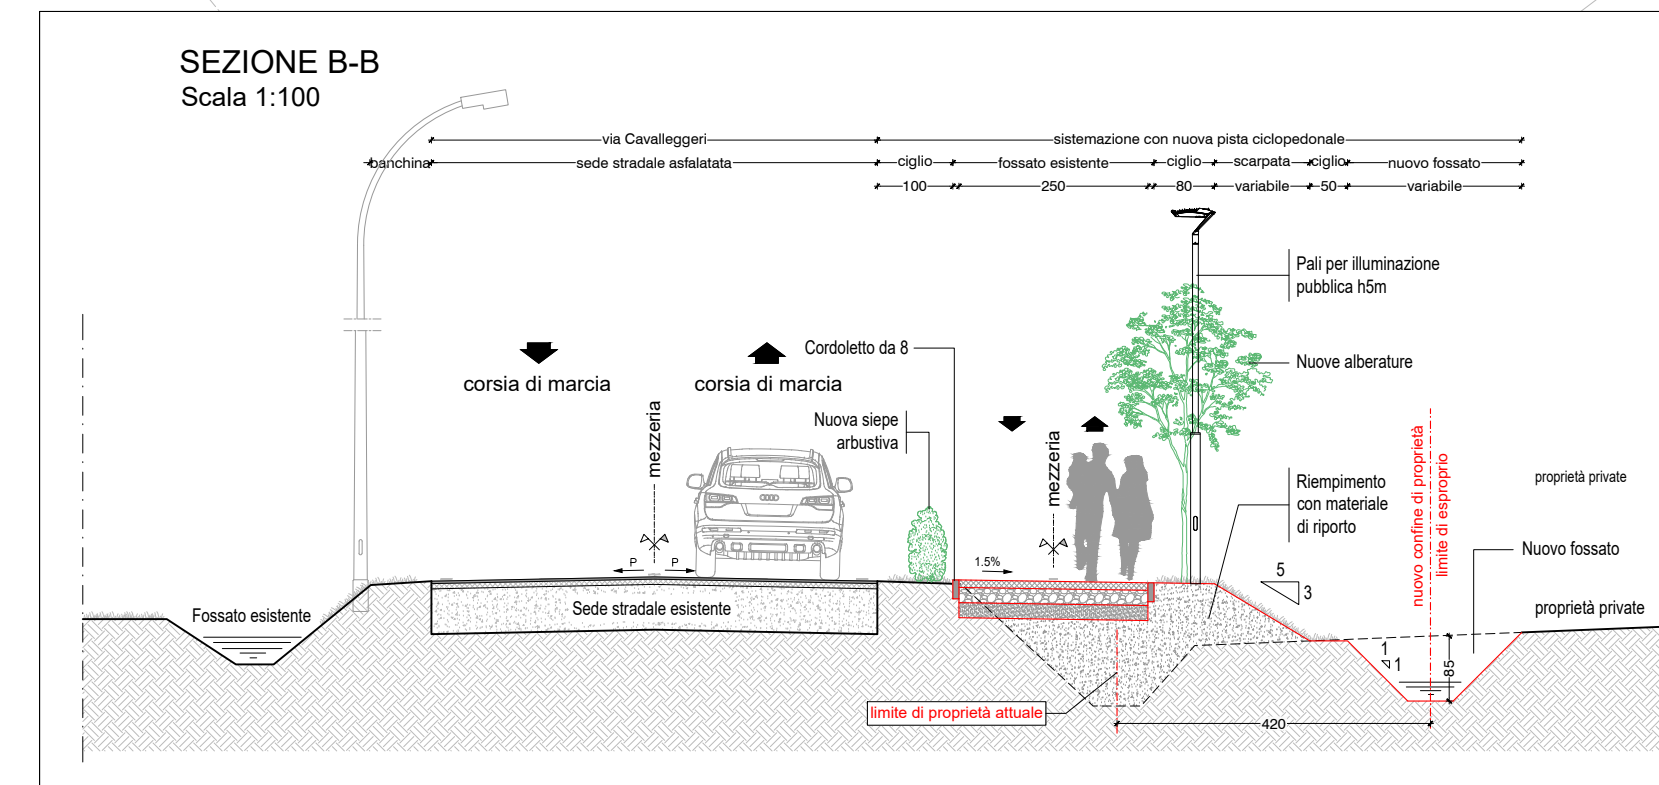 SEZIONE B-B
Scala 1:100
via Cavalleggeri
sistemazione con nuova pista ciclopedonale
banchina
sede stradale asfalatata
ciglio
fossato esistente
ciglio
scarpata
ciglio
nuovo fossato
100
250
80
variabile
50
variabile
Pali per illuminazione
pubblica h5m
Cordoletto da 8
corsia di marcia
corsia di marcia
Nuove alberature
Nuova siepe
arbustiva
mezzeria
mezzeria
nuovo confine di proprietà
limite di esproprio
Riempimento
con materiale
di riporto
proprietà private
Nuovo fossato
P
P
1.5%
5
3
Fossato esistente
Sede stradale esistente
proprietà private
1
1
85
limite di proprietà attuale
420